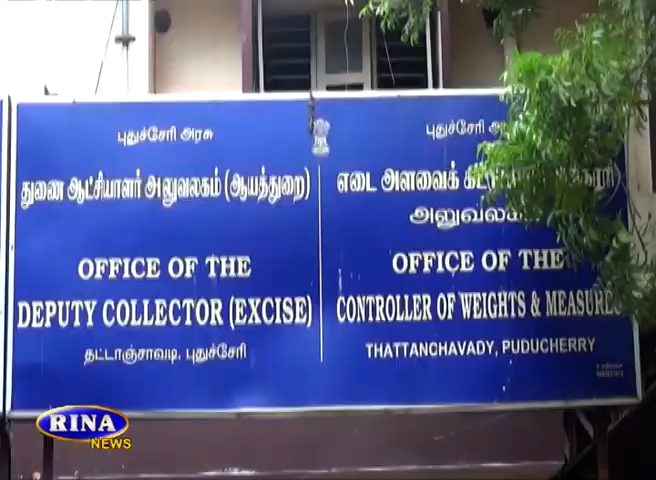 புதுச்சேரி அரசு
துணை ஆட்சியாளர் அலுவலகம் (ஆயத்துறை)
OFFICE OF THE
DEPUTY COLLECTOR (EXCISE)
தட்டாஞ்சாவடி, புதுச்சேரி
புதுச்சேரி
எடை அளவைக்
அலுவலகம்
OFFICE OF THE
CONTROLLER OF WEIGHTS & MEASURES
THATTANCHAVADY, PUDUCHERRY
RINA
NEWS